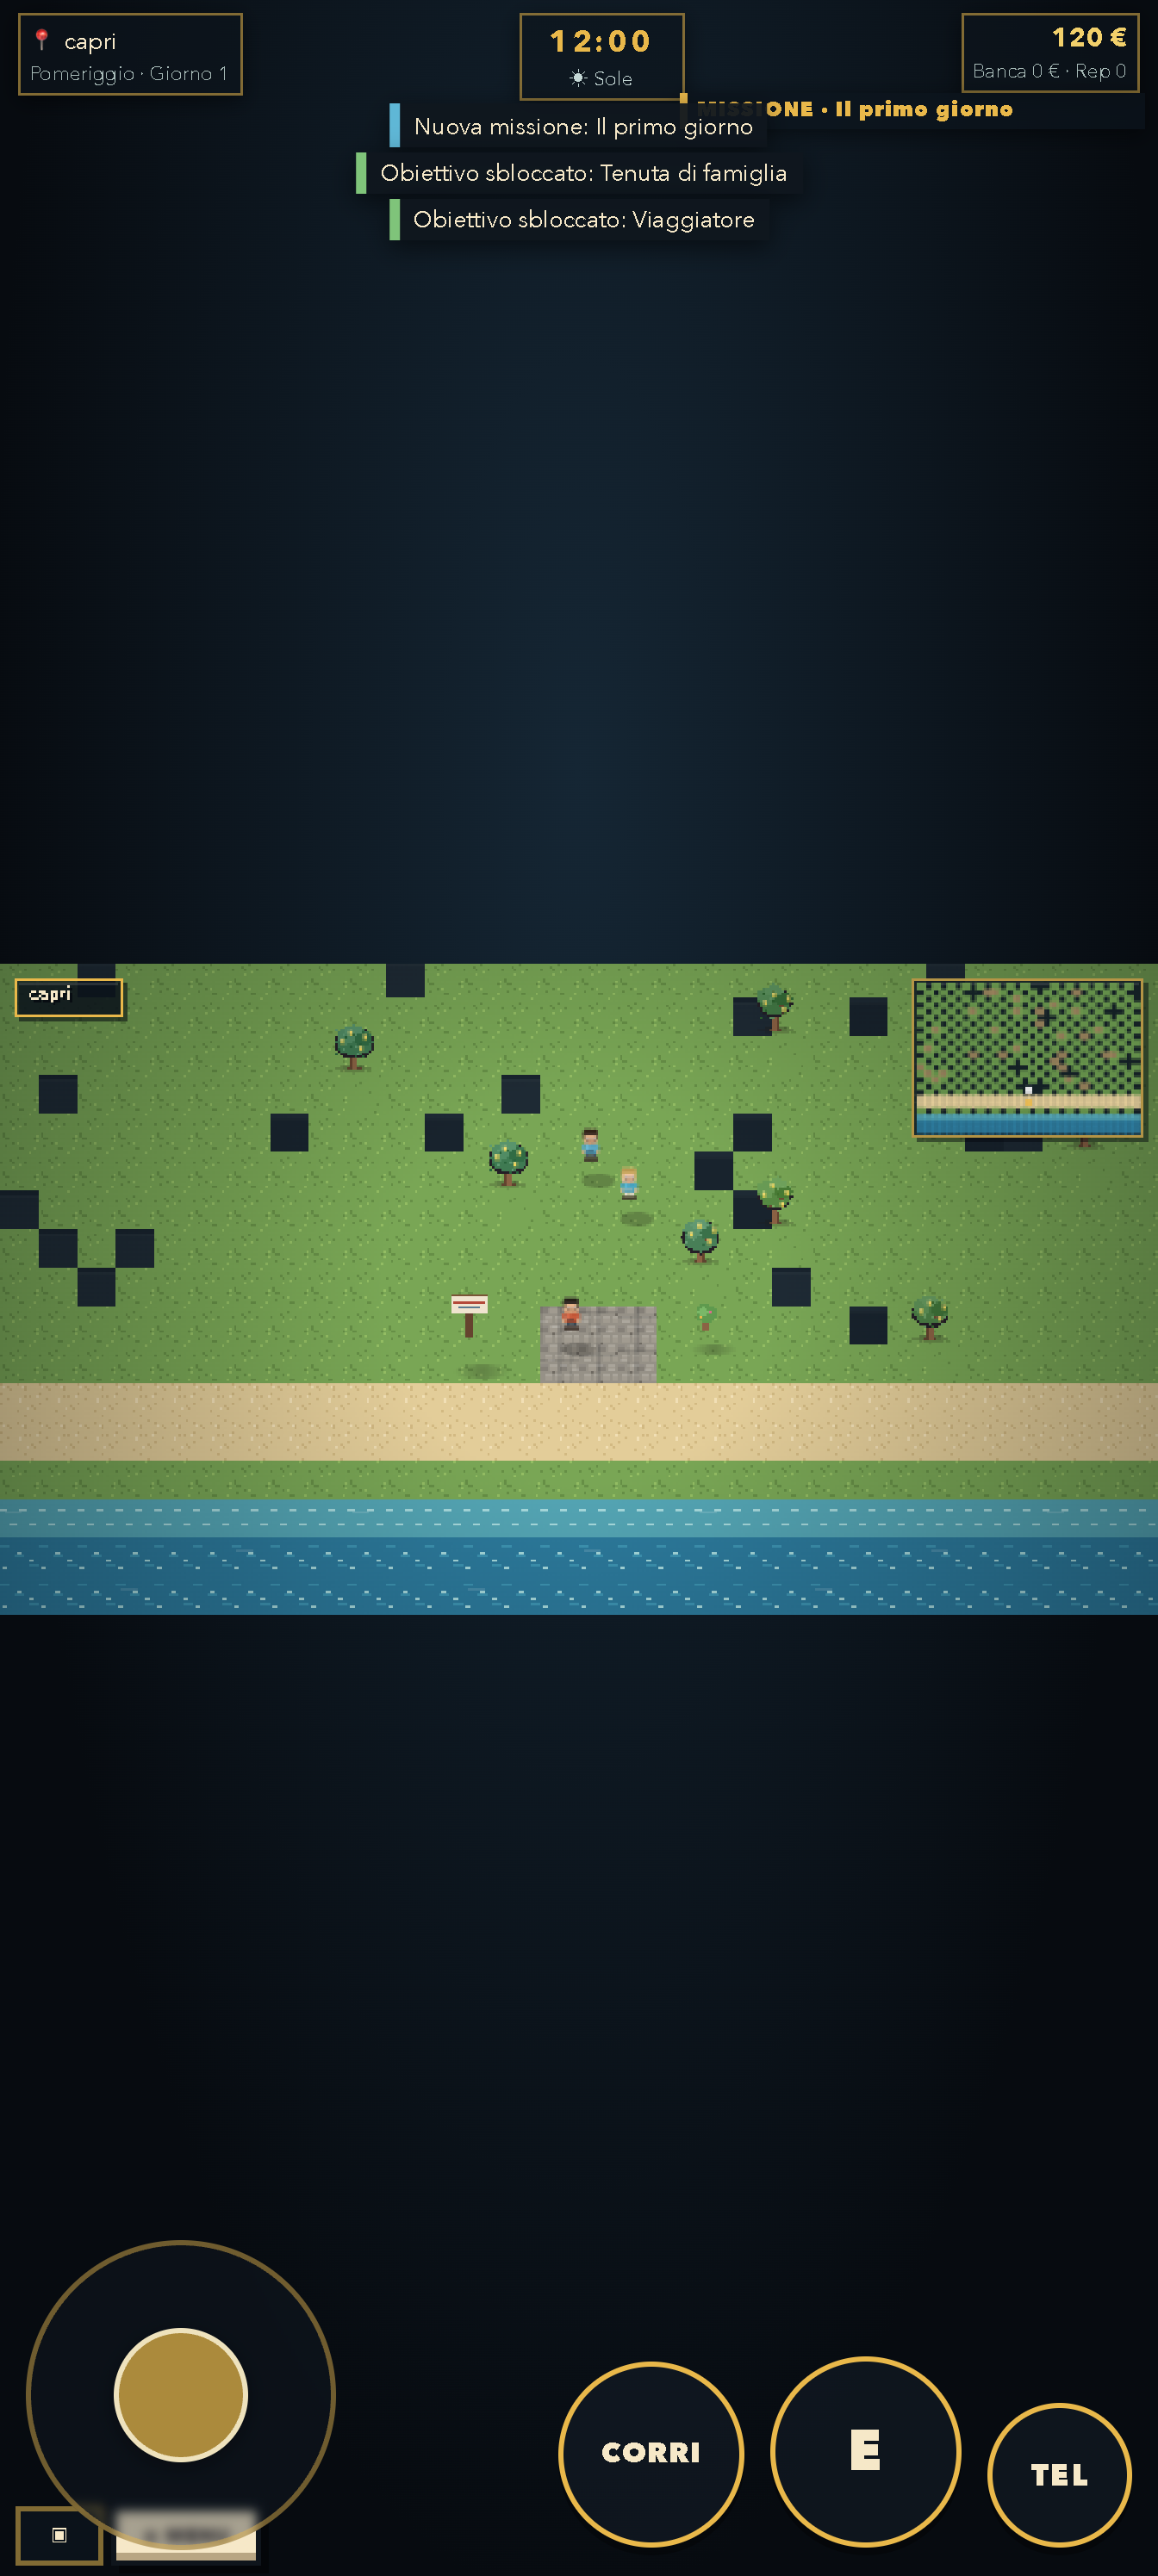 capri
Pomeriggio · Giorno 1
12:00
Sole
120 €
Banca 0 € · Rep 0
MISSIONE · Il primo giorno
Nuova missione: Il primo giorno
Obiettivo sbloccato: Tenuta di famiglia
Obiettivo sbloccato: Viaggiatore
capri
CORRI
E
TEL